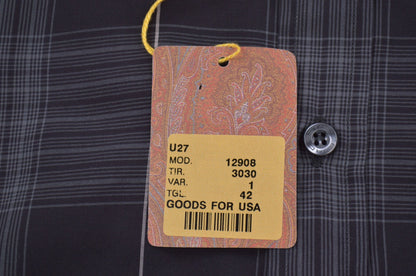 U27
MOD. 12908
TIR. 3030
VAR. 1
TGL. 42
GOODS FOR USA